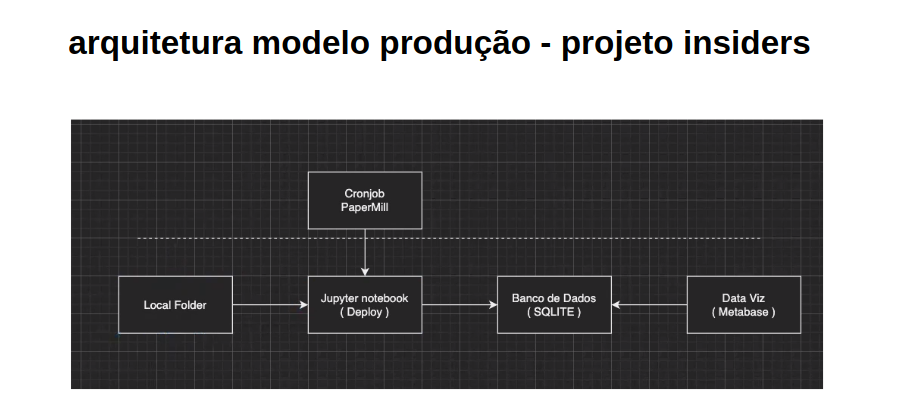 arquitetura modelo produção - projeto insiders
Cronjob
PaperMill
Local Folder
Jupyter notebook
( Deploy )
Banco de Dados
( SQLITE )
Data Viz
( Metabase )